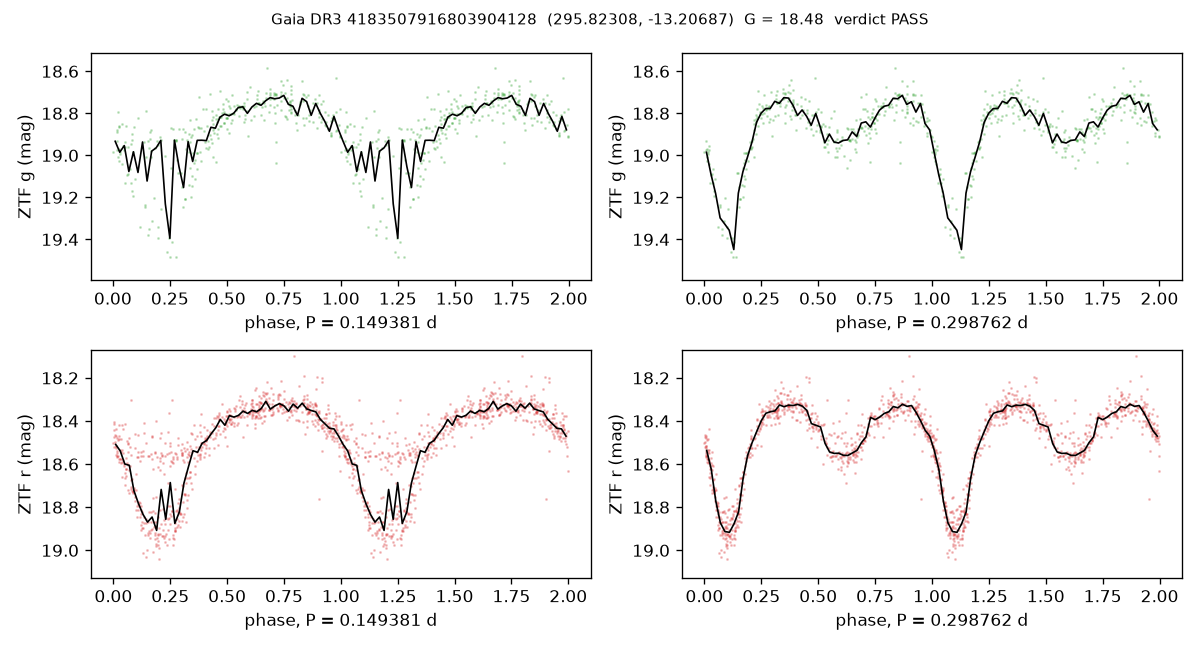 Gaia DR3 4183507916803904128 (295.82308, -13.20687) G = 18.48 verdict PASS
ZTF g (mag)
18.6
18.8
19.0
19.2
19.4
0.00 0.25 0.50 0.75 1.00 1.25 1.50 1.75 2.00
phase, P = 0.149381 d
ZTF g (mag)
18.6
18.8
19.0
19.2
19.4
0.00 0.25 0.50 0.75 1.00 1.25 1.50 1.75 2.00
phase, P = 0.298762 d
ZTF r (mag)
18.2
18.4
18.6
18.8
19.0
0.00 0.25 0.50 0.75 1.00 1.25 1.50 1.75 2.00
phase, P = 0.149381 d
ZTF r (mag)
18.2
18.4
18.6
18.8
19.0
0.00 0.25 0.50 0.75 1.00 1.25 1.50 1.75 2.00
phase, P = 0.298762 d